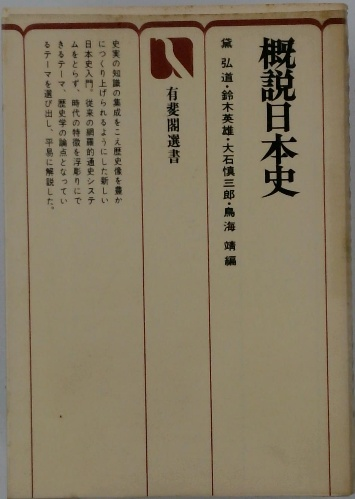 概説日本史
黛 弘道・鈴木英雄・大石慎三郎・鳥海 靖 編
有斐閣選書
史実の知識の集成をこえ歴史像を豊か
につくり上げられるようにした新しい
日本史入門。従来の網羅的通史システ
ムをとらず、時代の特徴を浮彫りにで
きるテーマ、歴史学の論点となってい
るテーマを選び出し、平易に解説した。